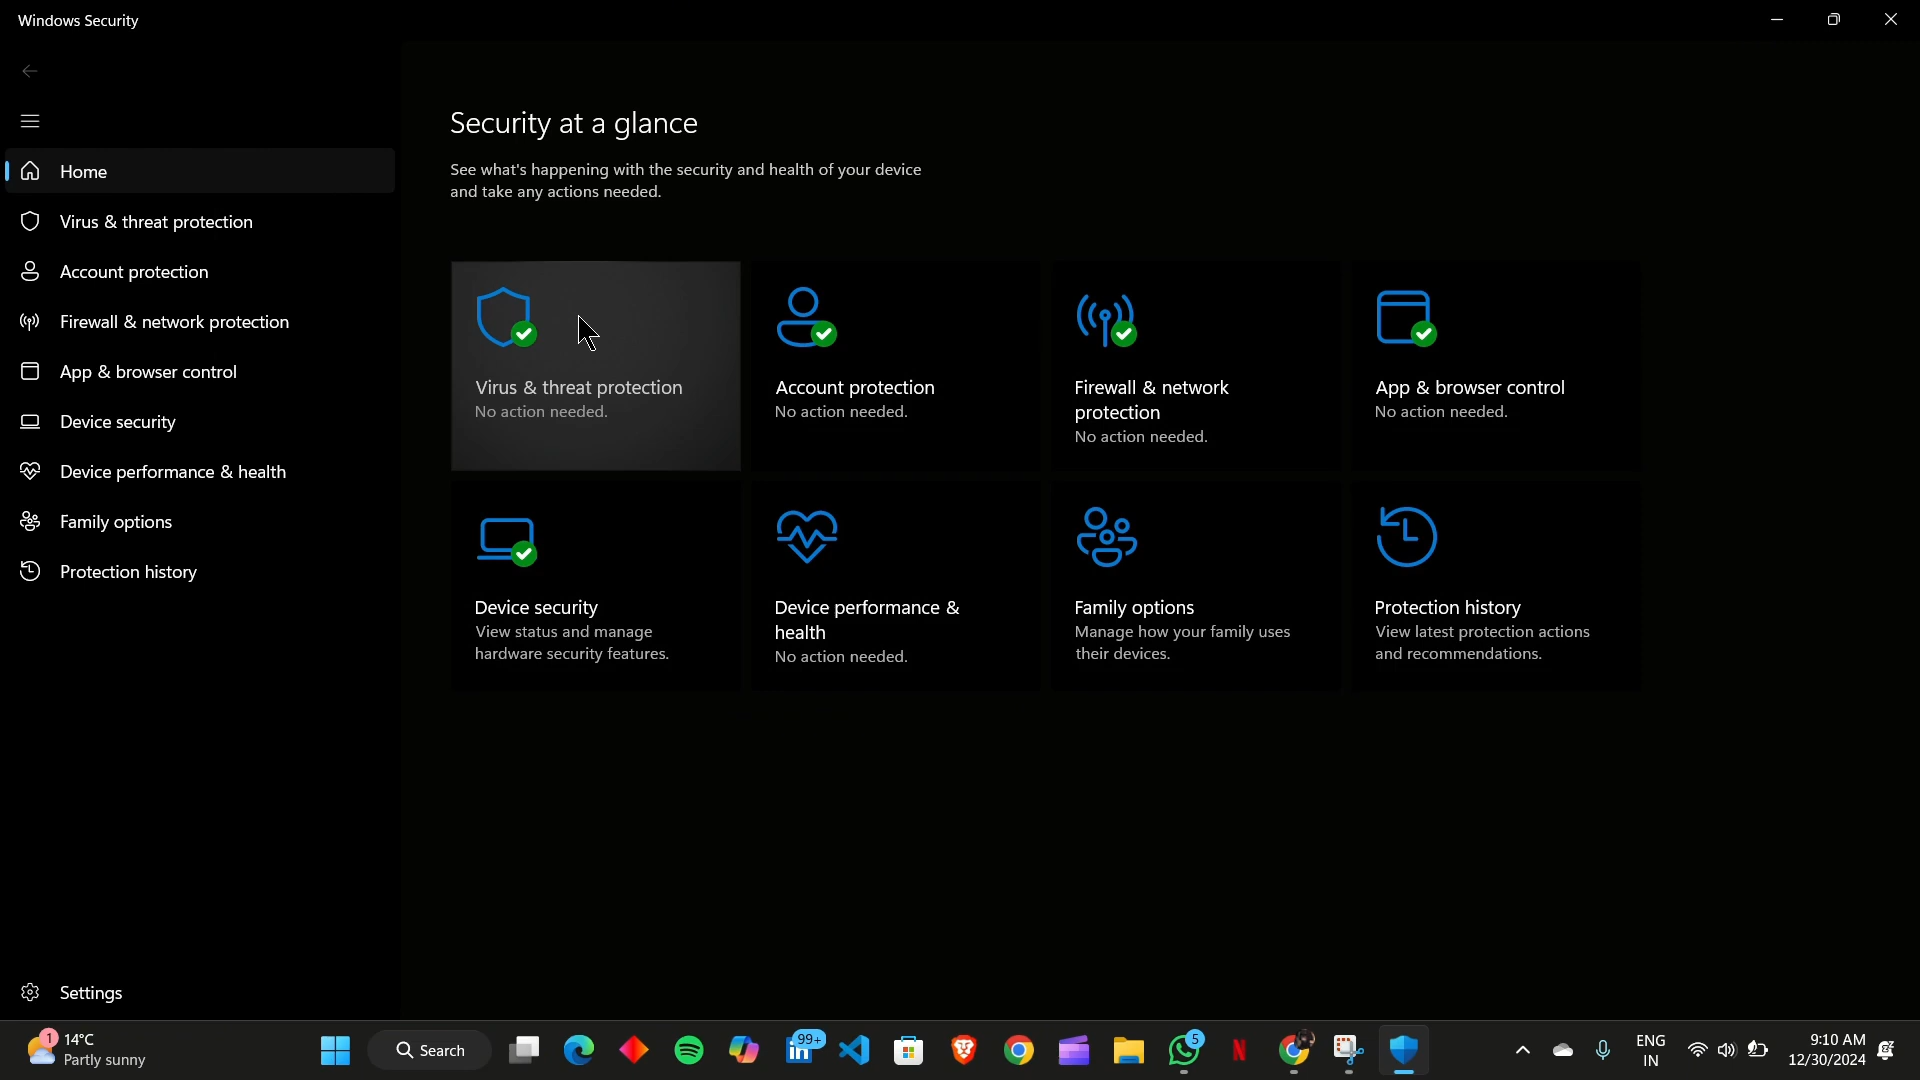 Windows Security
Home
Virus & threat protection
Account protection
Firewall & network protection
App & browser control
Device security
Device performance & health
Family options
Protection history
Settings
Security at a glance
See what's happening with the security and health of your device
and take any actions needed.
Virus & threat protection
No action needed.
Account protection
No action needed.
Firewall & network
protection
No action needed.
App & browser control
No action needed.
Device security
View status and manage
hardware security features.
Device performance &
health
No action needed.
Family options
Manage how your family uses
their devices.
Protection history
View latest protection actions
and recommendations.
1
14°C
Partly sunny
Search
99+
in
5
N
ENG
IN
9:10 AM
12/30/2024